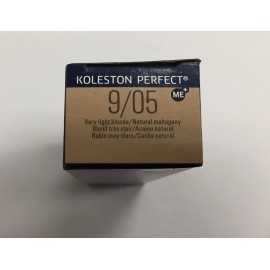 KOLESTON PERFECT®
9/05
ME+
Very light blonde/Natural mahogany
Blond très clair/Acajou naturel
Rubio muy claro/Caoba natural